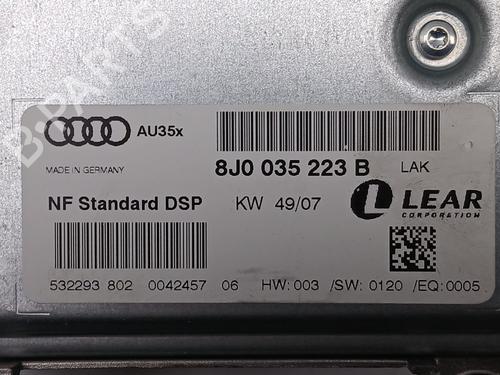 AU35x
MADE IN GERMANY
8J0 035 223 B LAK
NF Standard DSP KW 49/07
LEAR
CORPORATION
532293 802 0042457 06 HW: 003 /SW: 0120 /EQ:0005
B-PARTS